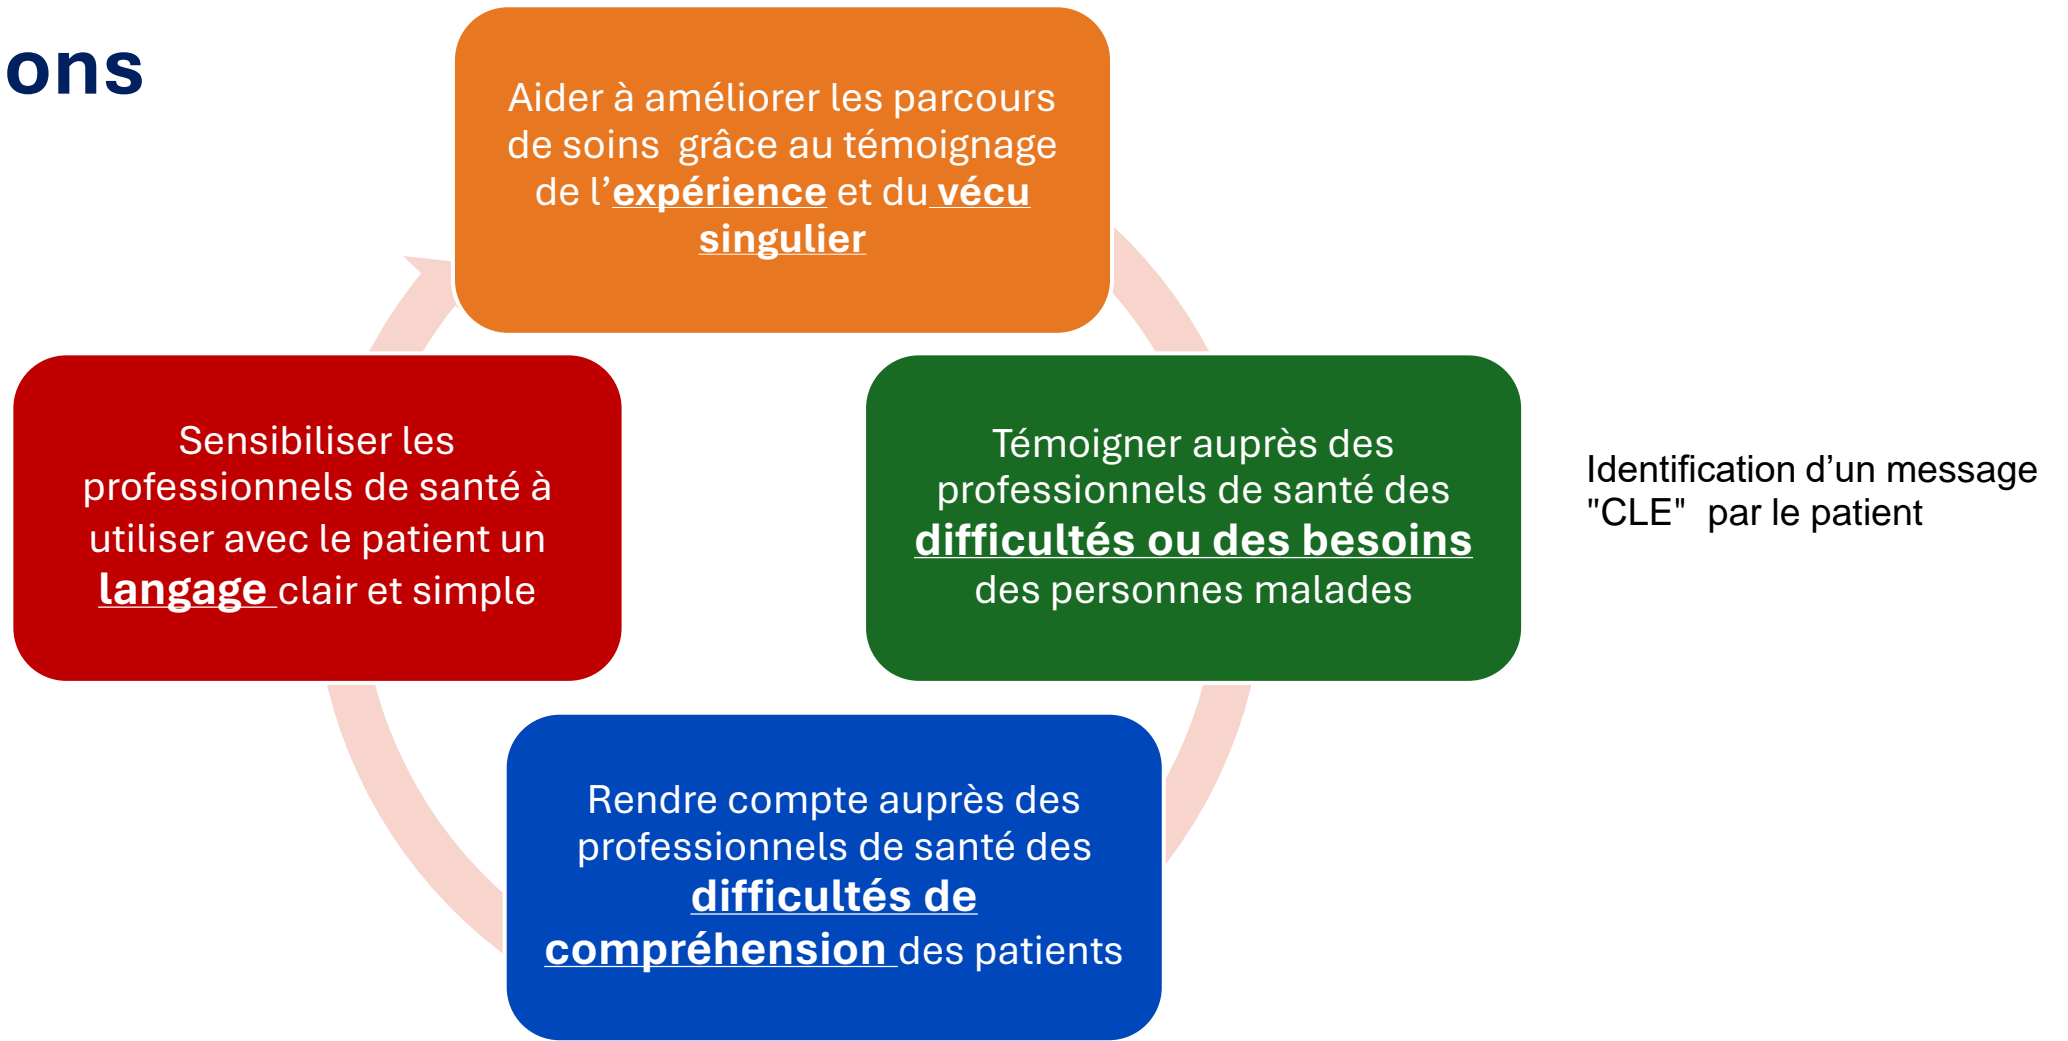 ons
Aider à améliorer les parcours
de soins  grâce au témoignage
de l’expérience et du vécu
singulier
Sensibiliser les
professionnels de santé à
utiliser avec le patient un
langage clair et simple
Témoigner auprès des
professionnels de santé des
difficultés ou des besoins
des personnes malades
Identification d’un message
"CLE"  par le patient
Rendre compte auprès des
professionnels de santé des
difficultés de
compréhension des patients